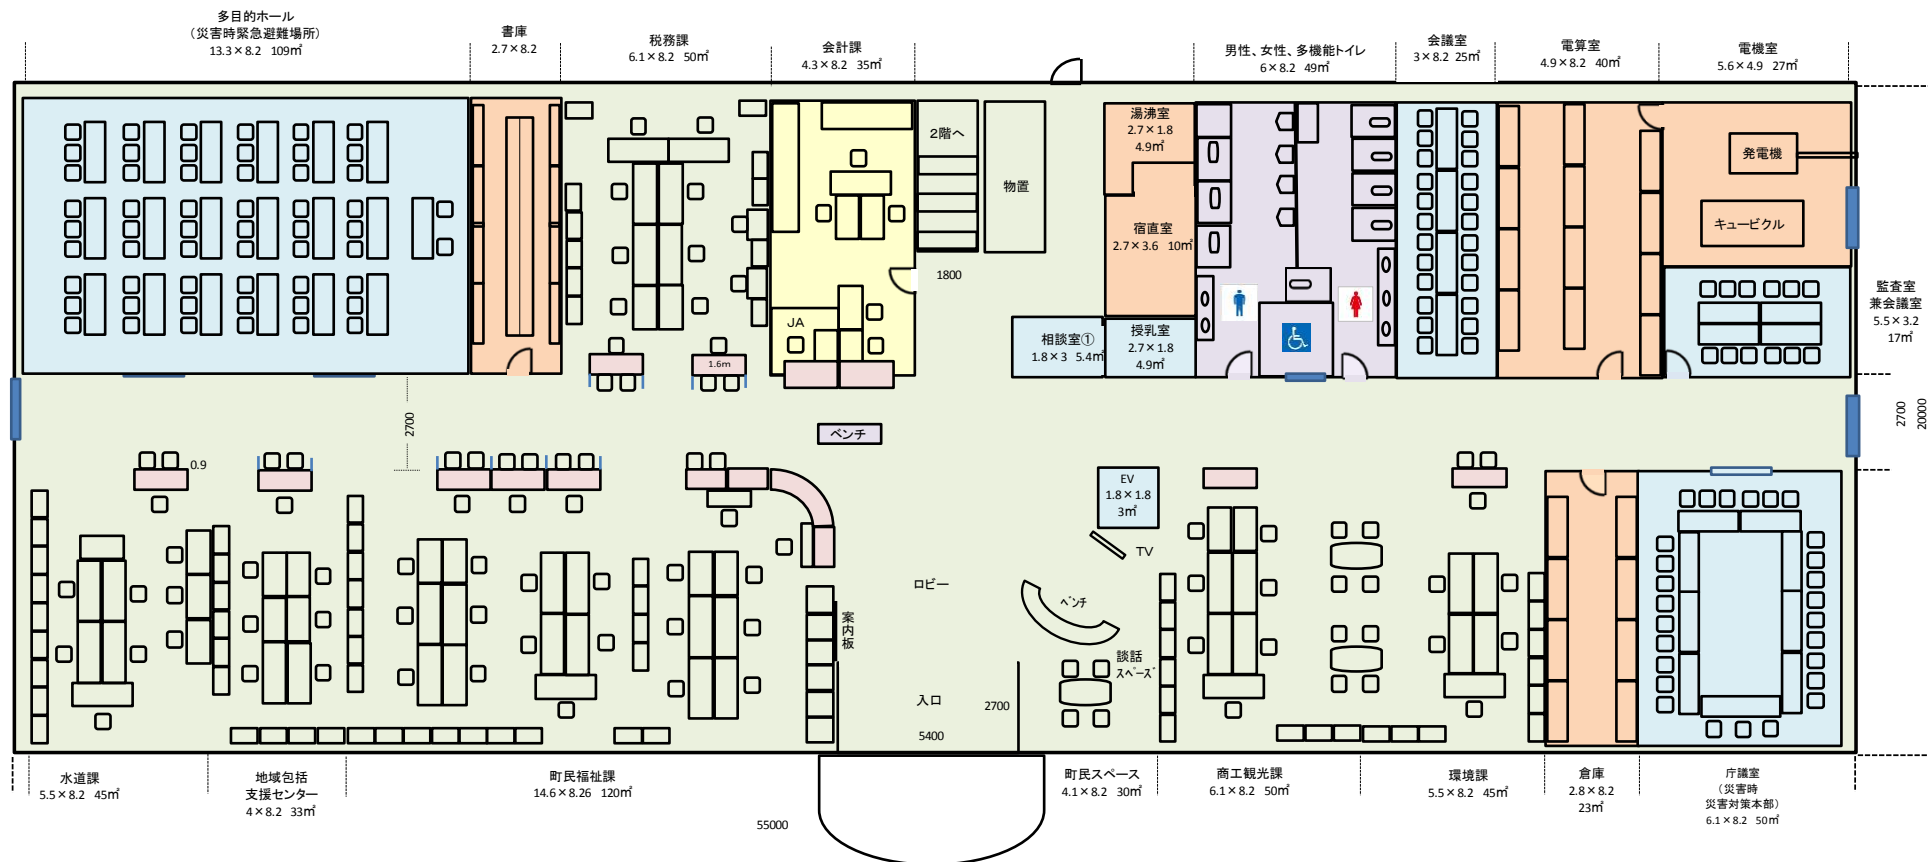 多目的ホール
（災害時緊急避難場所）
13.3×8.2 109㎡
書庫
2.7×8.2
税務課
6.1×8.2 50㎡
会計課
4.3×8.2 35㎡
男性、女性、多機能トイレ
6×8.2 49㎡
会議室
3×8.2 25㎡
電算室
4.9×8.2 40㎡
電機室
5.6×4.9 27㎡
2階へ
物置
湯沸室
2.7×1.8
4.9㎡
宿直室
2.7×3.6 10㎡
発電機
キュービクル
1800
監査室
兼会議室
5.5×3.2
17㎡
JA
1.6m
相談室①
1.8×3 5.4㎡
授乳室
2.7×1.8
4.9㎡
2700
ベンチ
2700
20000
0.9
EV
1.8×1.8
3㎡
TV
ロビー
ベンチ
案内板
談話
スペース
入口
2700
5400
水道課
5.5×8.2 45㎡
地域包括
支援センター
4×8.2 33㎡
町民福祉課
14.6×8.26 120㎡
町民スペース
4.1×8.2 30㎡
商工観光課
6.1×8.2 50㎡
環境課
5.5×8.2 45㎡
倉庫
2.8×8.2
23㎡
庁議室
（災害時
災害対策本部）
6.1×8.2 50㎡
55000